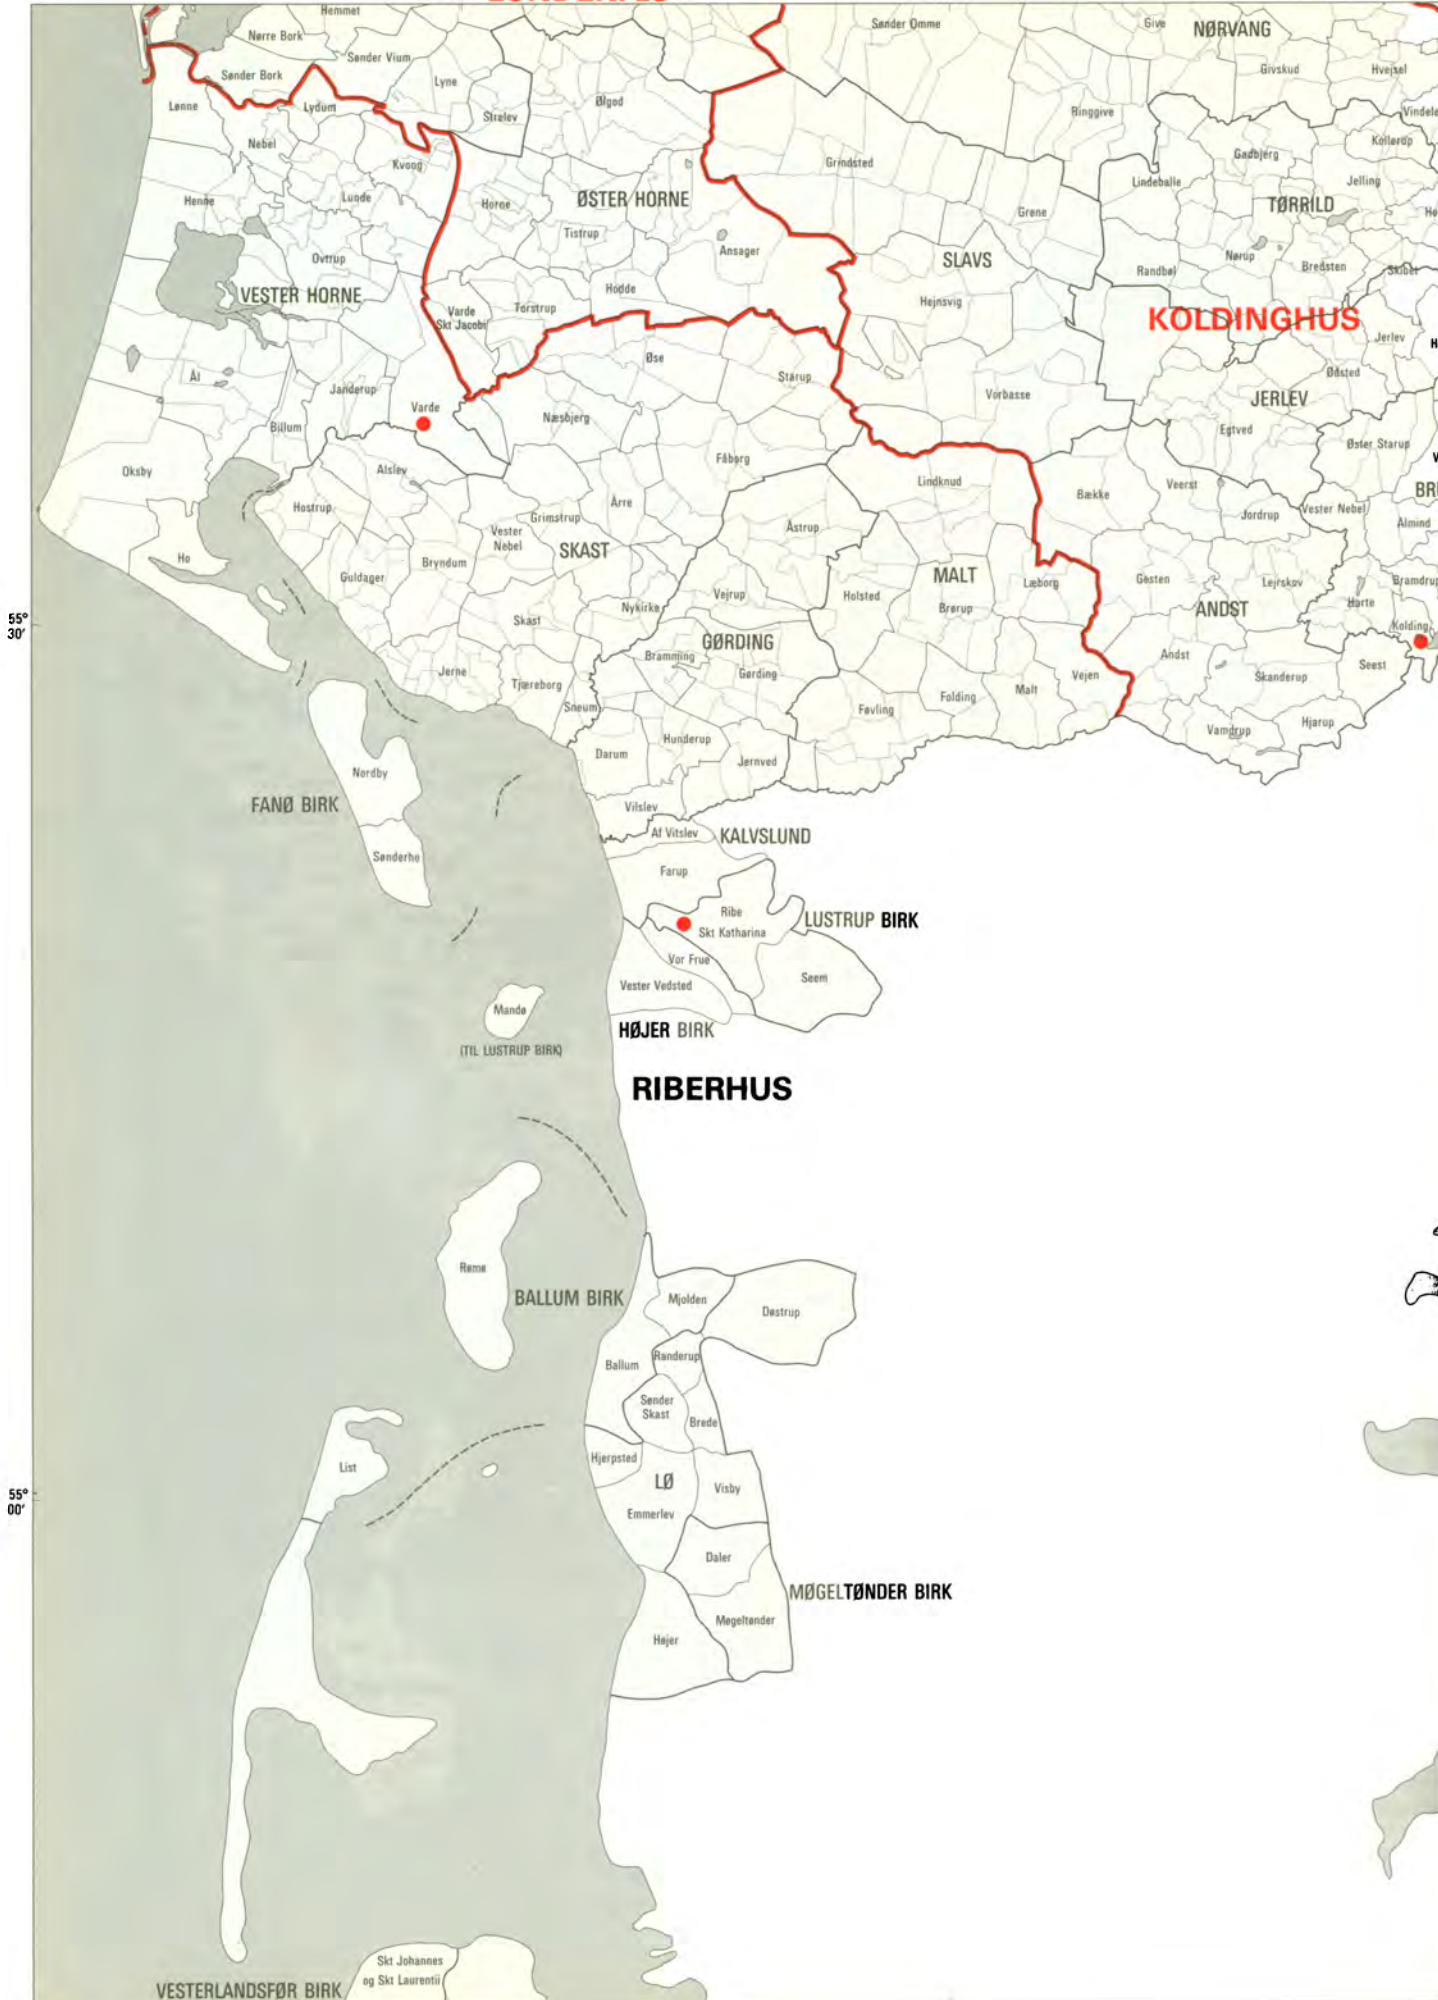 Hemmet
Nørre Bork
Sønder Vium
Sønder Bork
Lyne
Lønne
Lydum
Strelev
Ølgod
Nebel
Kvong
Henne
Lunde
Horne
ØSTER HORNE
Tistrup
Ansager
Ovtrup
VESTER HORNE
Hodde
Varde
Skt Jacobi
Torstrup
Sønder Omme
Give
NØRVANG
Givskud
Hvejsel
Ringgive
Vindele
Kollerup
Gadbjerg
Grindsted
Lindeballe
Jelling
TØRRILD
Grene
Nørup
Bredsten
Skibet
Randbøl
SLAVS
Hejnsvig
KOLDINGHUS
Jerlev
Ødsted
JERLEV
Egtved
Øster Starup
Vorbasse
Øse
Starup
Ål
Janderup
Varde
Næsbjerg
Billum
Oksby
Alslev
Fåborg
Lindknud
Bække
Veerst
BR
Hostrup
Årre
Grimstrup
Vester
Nebel
SKAST
Åstrup
Jordrup
Vester Nebel
Almind
Ho
Bryndum
Guldager
MALT
Læborg
Gesten
Lejrskov
Bramdrup
Vejrup
Holsted
Brørup
ANDST
Harte
Nykirke
Skast
Kolding
55°
30'
GØRDING
Bramming
Gørding
Andst
Seest
Jerne
Tjæreborg
Vejen
Skanderup
Malt
Folding
Føvling
Sneum
Hjarup
Vamdrup
Hunderup
Darum
Jernved
Nordby
FANØ BIRK
Vilslev
Af Vitslev
KALVSLUND
Sønderho
Farup
Ribe
Skt Katharina
LUSTRUP BIRK
Vor Frue
Vester Vedsted
Seem
Mandø
(TIL LUSTRUP BIRK)
HØJER BIRK
RIBERHUS
Rømø
BALLUM BIRK
Mjolden
Døstrup
Ballum
Randerup
Sønder
Skast
Brede
Hjerpsted
List
LØ
Visby
55°
00'
Emmerlev
Daler
MØGELTØNDER BIRK
Møgeltønder
Højer
Skt Johannes
og Skt Laurentii
VESTERLANDSFØR BIRK